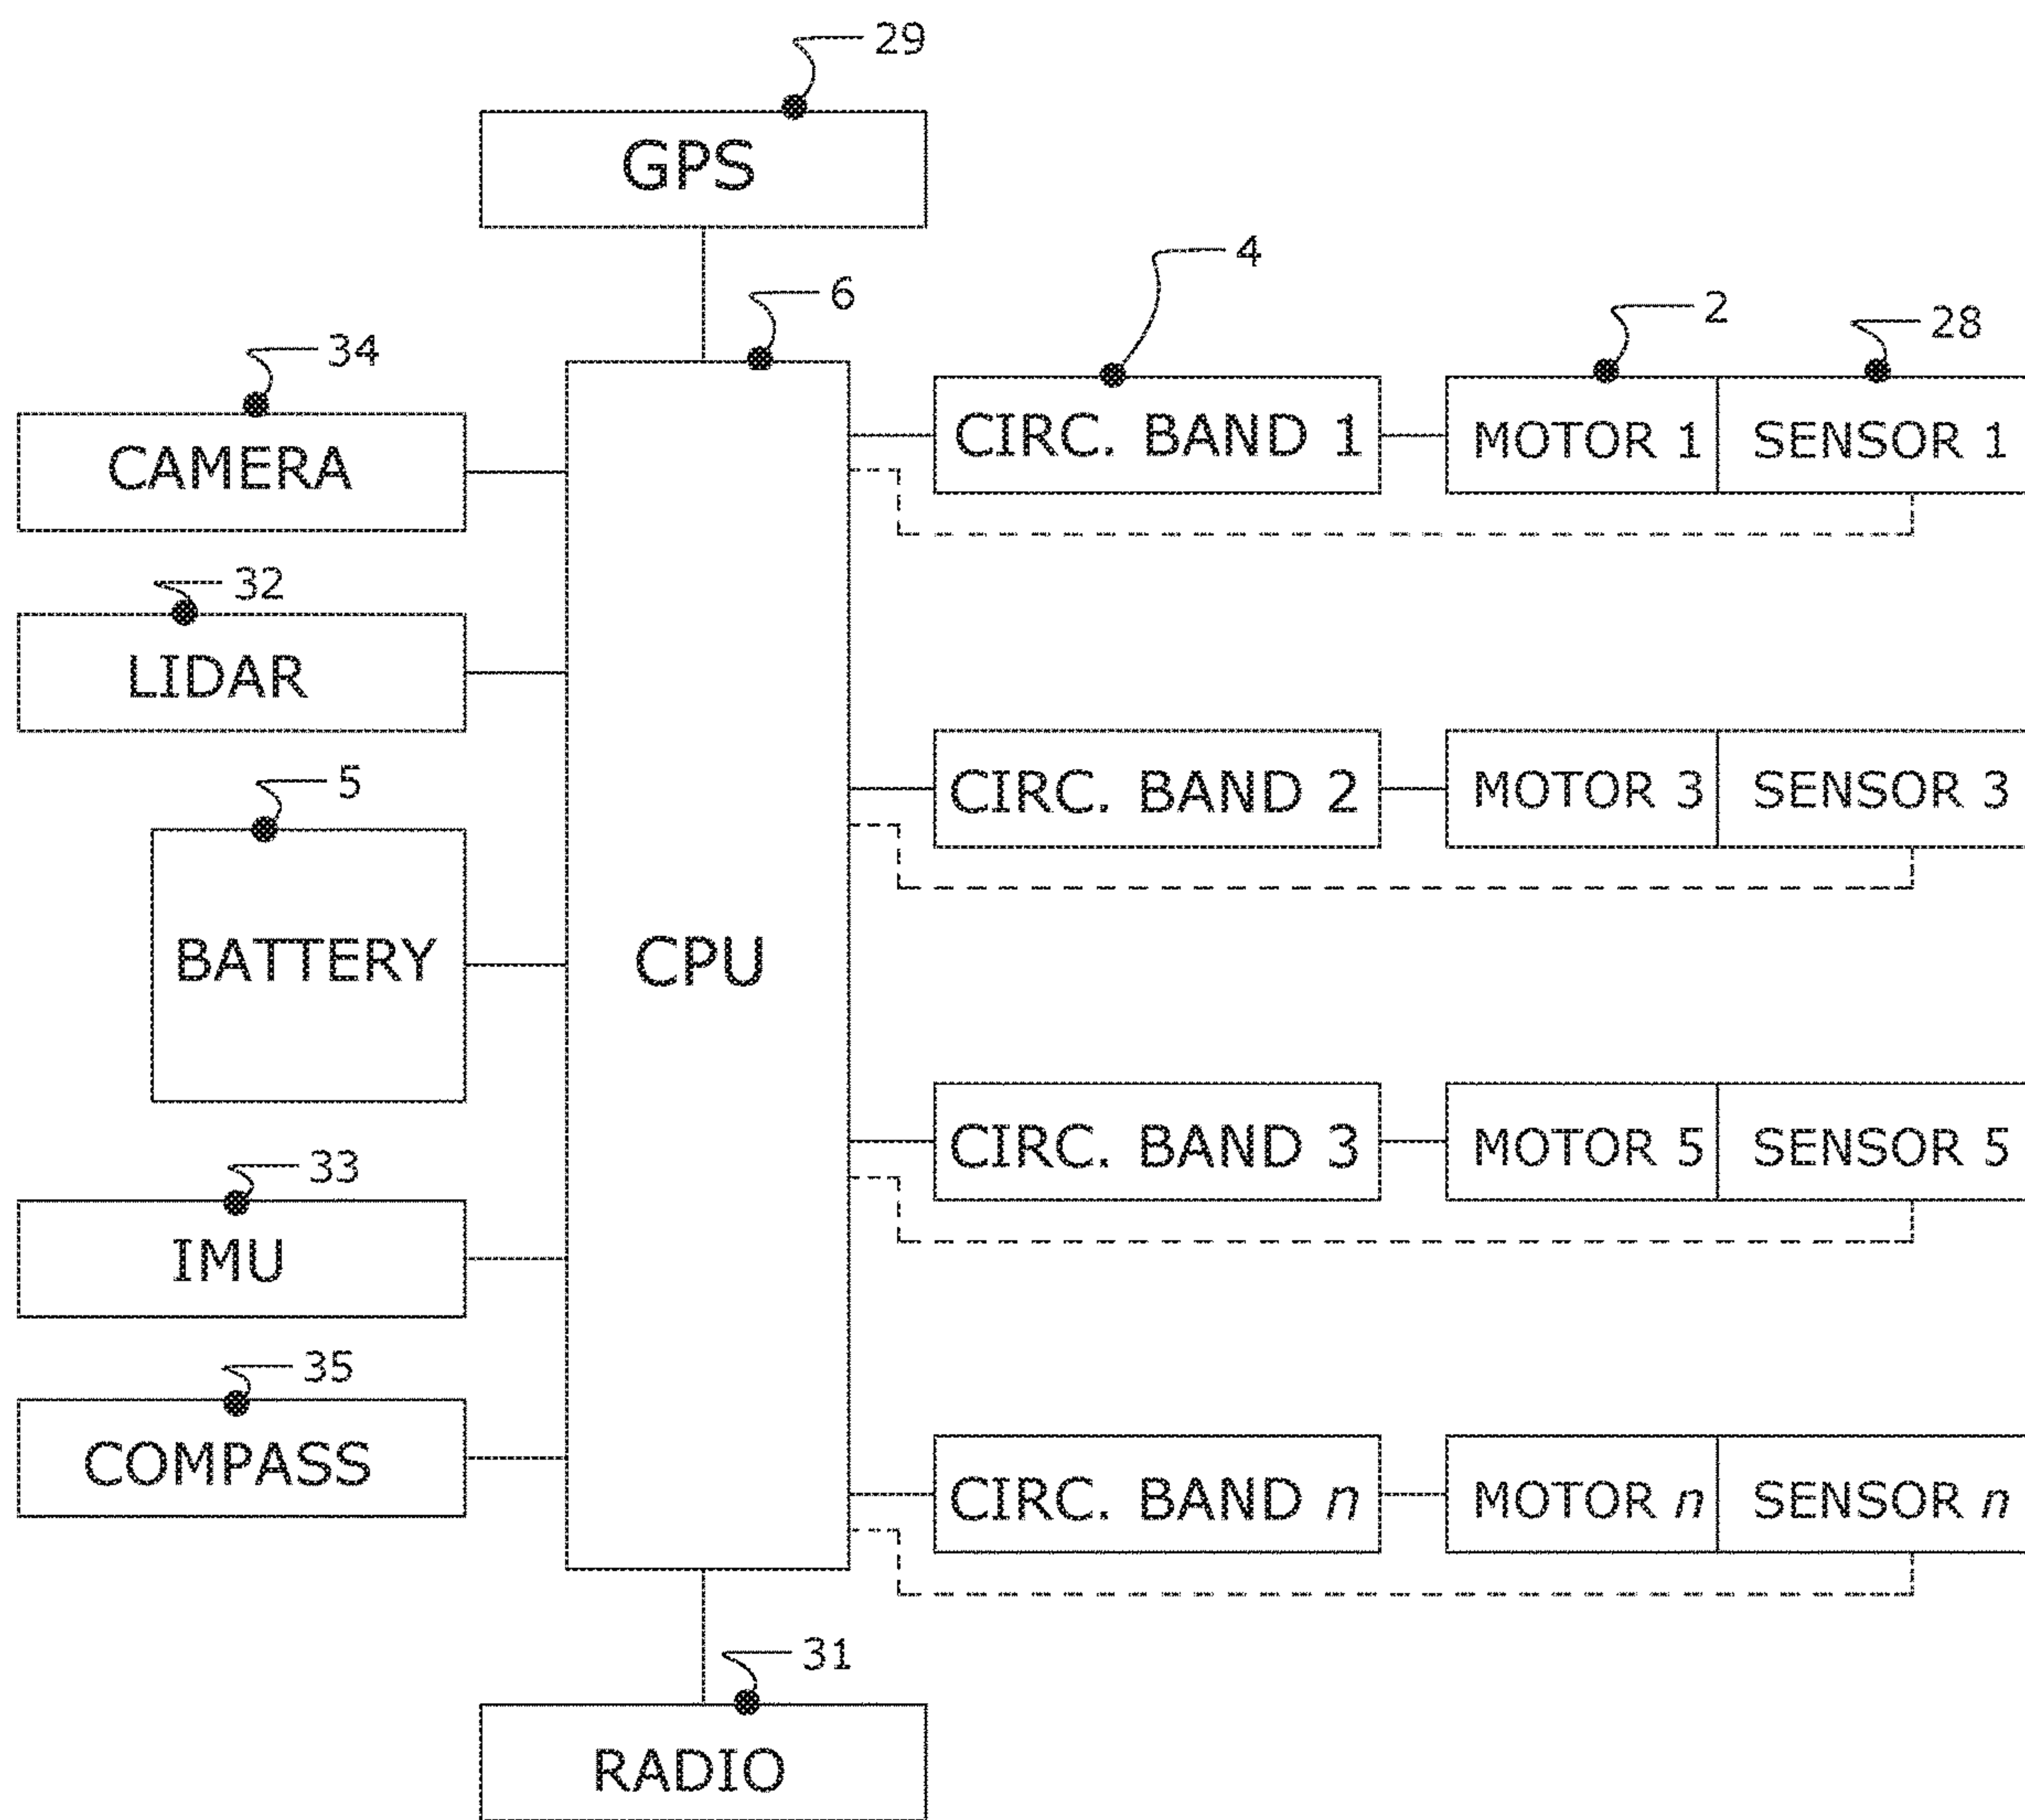 29
GPS
4
6
2
28
34
CAMERA
CIRC. BAND 1
MOTOR 1
SENSOR 1
32
LIDAR
5
CIRC. BAND 2
MOTOR 3
SENSOR 3
BATTERY
CPU
33
CIRC. BAND 3
MOTOR 5
SENSOR 5
IMU
35
COMPASS
CIRC. BAND n
MOTOR n
SENSOR n
31
RADIO